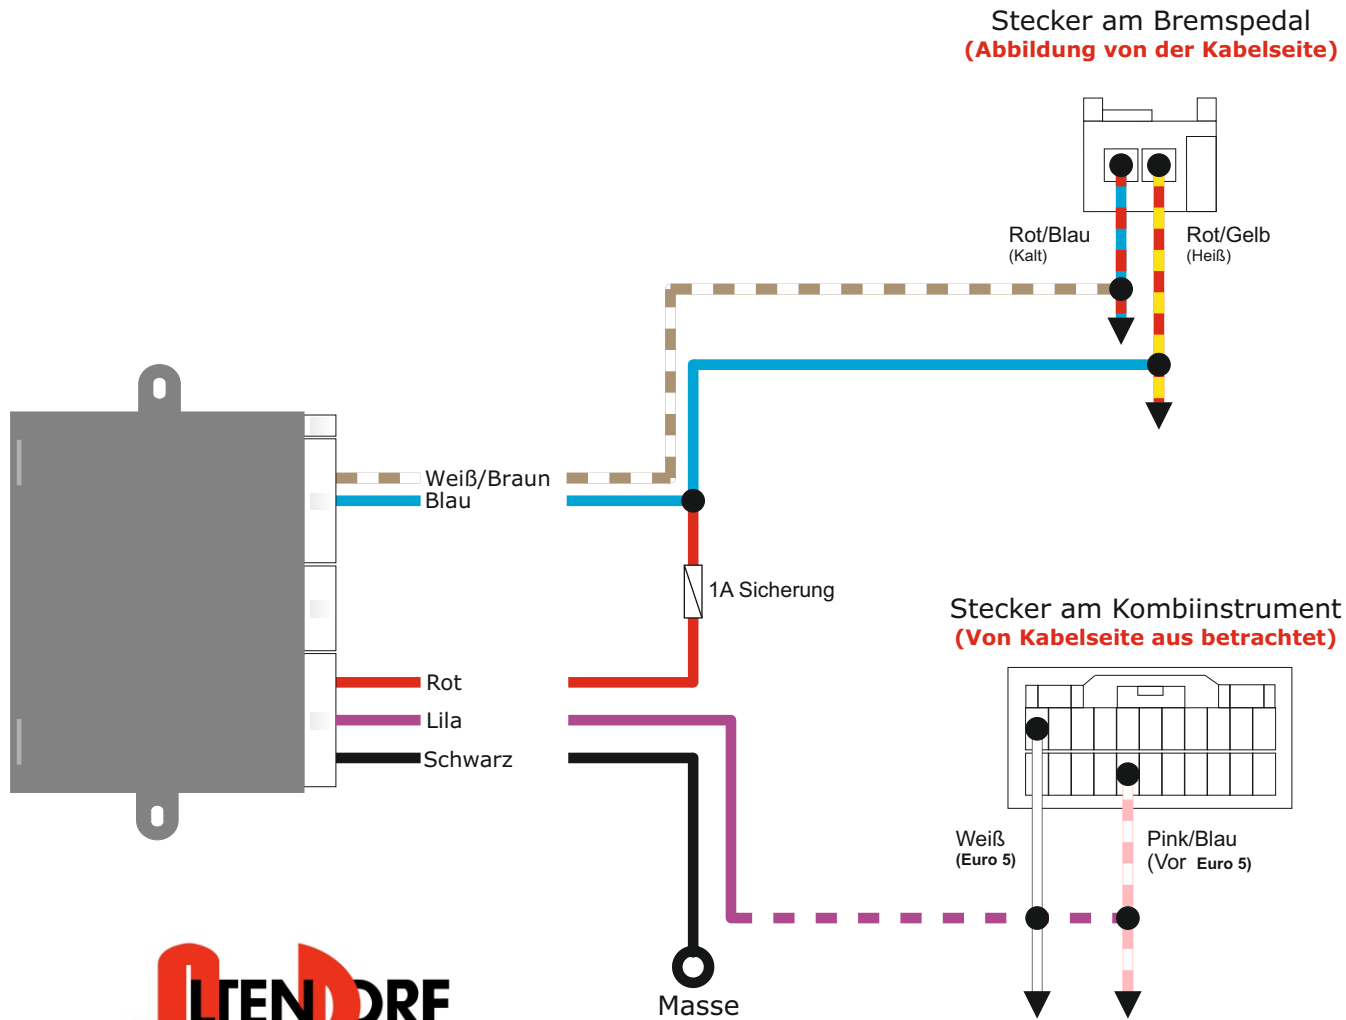 Stecker am Bremspedal
(Abbildung von der Kabelseite)
Rot/Blau
(Kalt)
Rot/Gelb
(Heiß)
Weiß/Braun
Blau
1A Sicherung
Stecker am Kombiinstrument
(Von Kabelseite aus betrachtet)
Rot
Lila
Schwarz
Weiß
(Euro 5)
Pink/Blau
(Vor Euro 5)
ALTENDORF
Masse